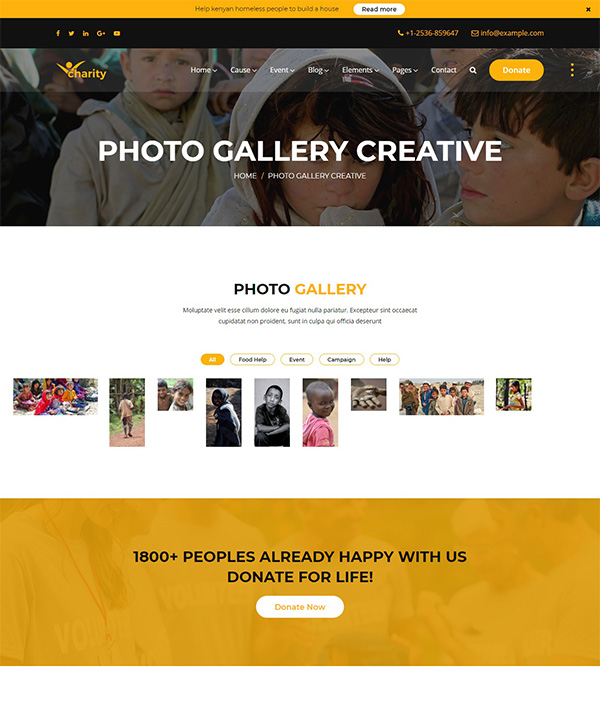 Help kenyan homeless people to build a house Read more
+1-2536-859647 info@example.com
charity Home Cause Event Blog Elements Pages Contact Donate
PHOTO GALLERY CREATIVE
HOME / PHOTO GALLERY CREATIVE
PHOTO GALLERY
Moluptate velit esse cillum dolore eu fugiat nulla pariatur. Excepteur sint occaecat
cupidatat non proident, sunt in culpa qui officia deserunt
All Food Help Event Campaign Help
1800+ PEOPLES ALREADY HAPPY WITH US
DONATE FOR LIFE!
Donate Now